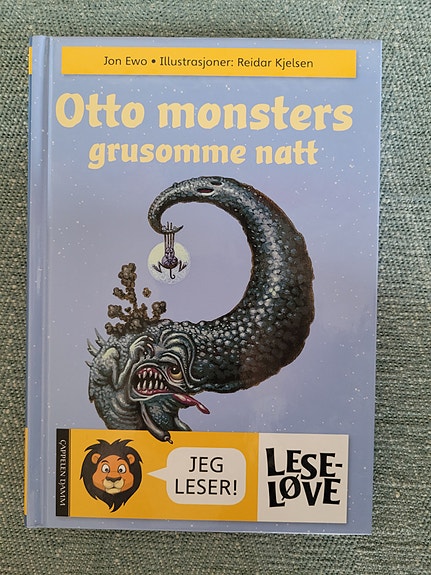 Jon Ewo • Illustrasjoner: Reidar Kjelsen
Otto monsters
grusomme natt
CAPPELEN DAMM
JEG
LESER!
LESE-
LØVE